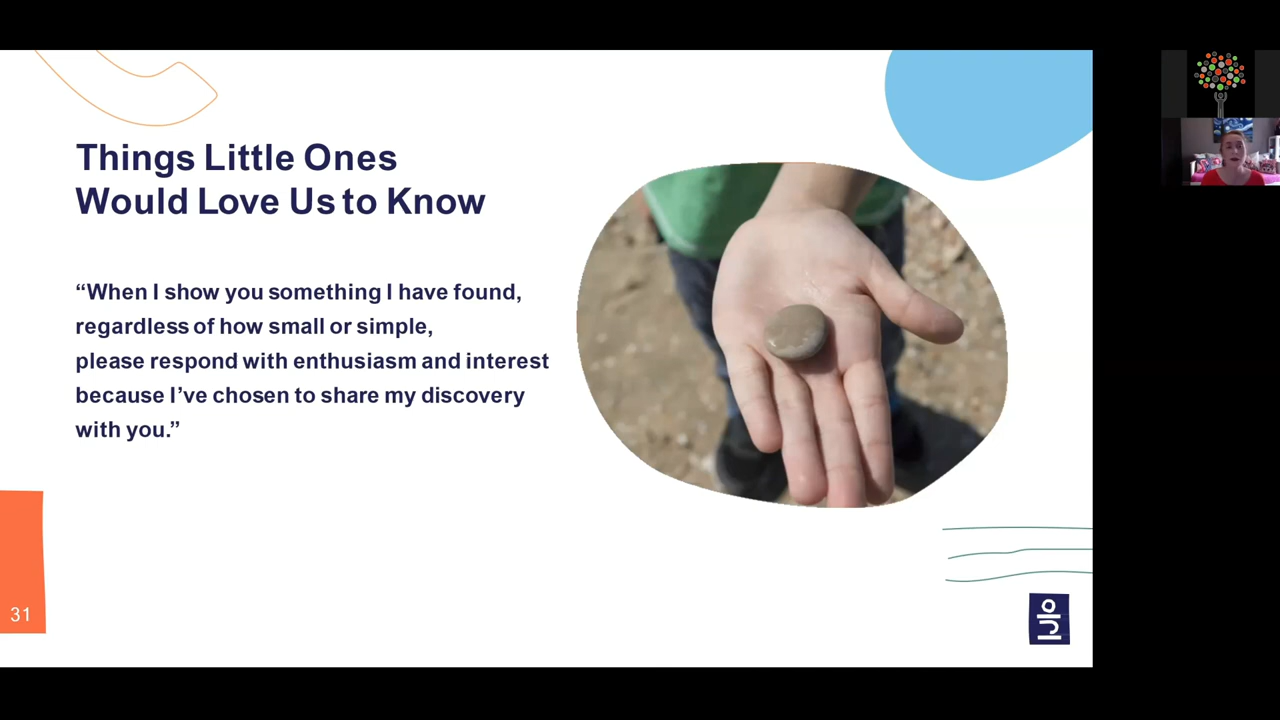 Things Little Ones
Would Love Us to Know
“When I show you something I have found,
regardless of how small or simple,
please respond with enthusiasm and interest
because I’ve chosen to share my discovery
with you.”
31